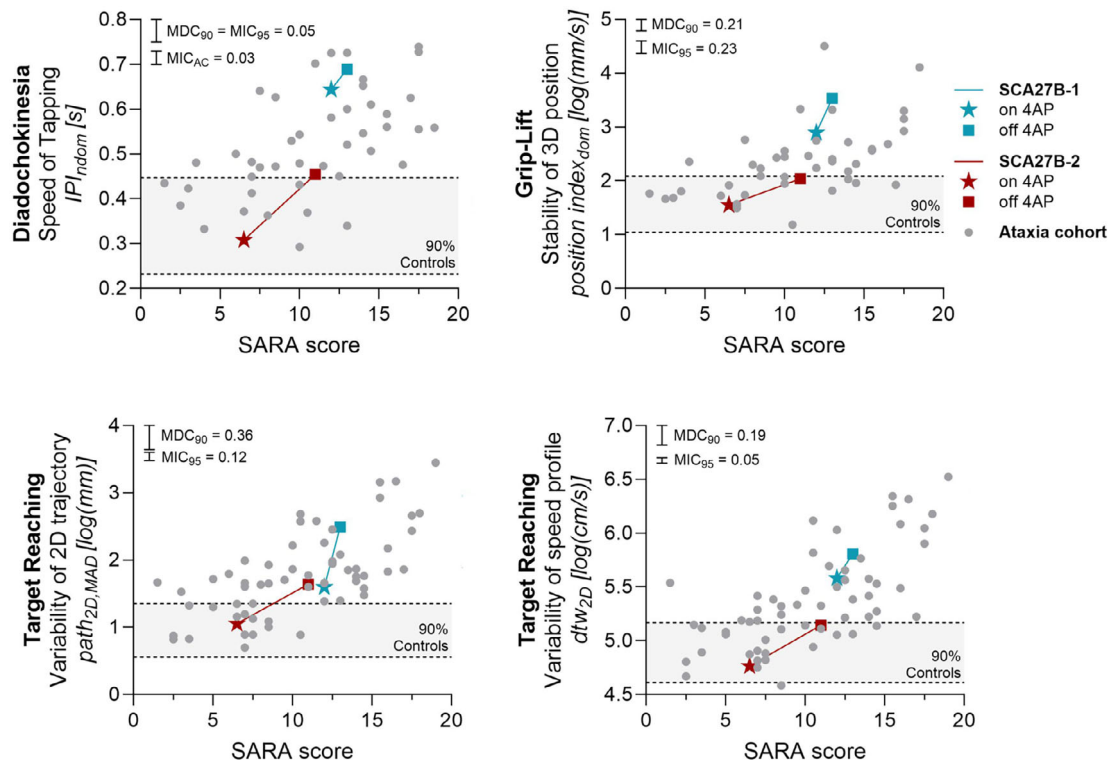 Diadochokinesia
Speed of Tapping
IPI_ndom [s]
0.8
0.7
0.6
0.5
0.4
0.3
0.2
MDC90 = MIC95 = 0.05
MICAC = 0.03
90%
Controls
0 5 10 15 20
SARA score
Grip-Lift
Stability of 3D position
position index_dom [log(mm/s)]
5
4
3
2
1
0
MDC90 = 0.21
MIC95 = 0.23
90%
Controls
0 5 10 15 20
SARA score
SCA27B-1
on 4AP
off 4AP
SCA27B-2
on 4AP
off 4AP
Ataxia cohort
Target Reaching
Variability of 2D trajectory
path_2D,MAD [log(mm)]
4
3
2
1
0
MDC90 = 0.36
MIC95 = 0.12
90%
Controls
0 5 10 15 20
SARA score
Target Reaching
Variability of speed profile
dtw_2D [log(cm/s)]
7.0
6.5
6.0
5.5
5.0
4.5
MDC90 = 0.19
MIC95 = 0.05
90%
Controls
0 5 10 15 20
SARA score